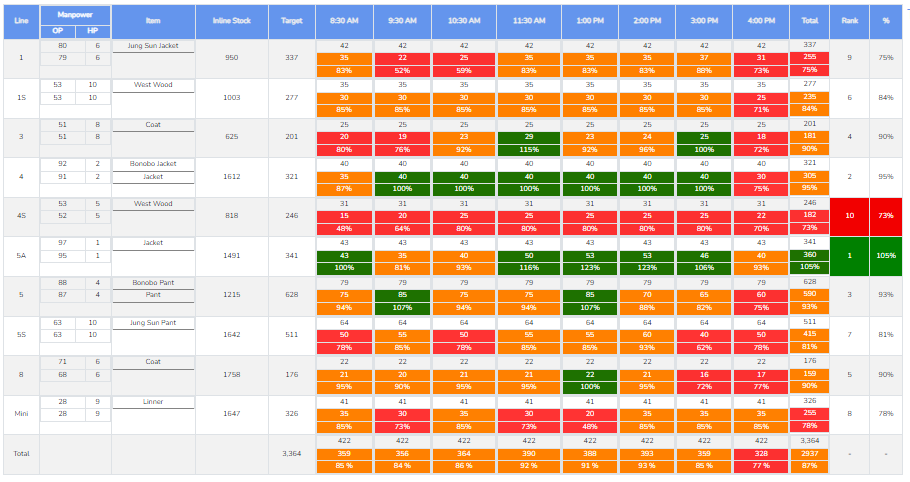 Line Manpower Item Inline Stock Target 8:30 AM 9:30 AM 10:30 AM 11:30 AM 1:00 PM 2:00 PM 3:00 PM 4:00 PM Total Rank %
OP HP
80 6 Jung Sun Jacket 42 42 42 42 42 42 42 42 337
1 79 6 950 337 35 22 25 35 35 35 37 31 255 9 75%
83% 52% 59% 83% 83% 83% 88% 73% 75%
53 10 West Wood 35 35 35 35 35 35 35 35 277
1S 53 10 1003 277 30 30 30 30 30 30 30 25 235 6 84%
85% 85% 85% 85% 85% 85% 85% 71% 84%
51 8 Coat 25 25 25 25 25 25 25 25 201
3 51 8 625 201 20 19 23 29 23 24 25 18 181 4 90%
80% 76% 92% 115% 92% 96% 100% 72% 90%
92 2 Bonobo Jacket 40 40 40 40 40 40 40 40 321
4 91 2 Jacket 1612 321 35 40 40 40 40 40 40 30 305 2 95%
87% 100% 100% 100% 100% 100% 100% 75% 95%
53 5 West Wood 31 31 31 31 31 31 31 31 246
4S 52 5 818 246 15 20 25 25 25 25 25 22 182 10 73%
48% 64% 80% 80% 80% 80% 80% 70% 73%
97 1 Jacket 43 43 43 43 43 43 43 43 341
5A 95 1 1491 341 43 35 40 50 53 53 46 40 360 1 105%
100% 81% 93% 116% 123% 123% 106% 93% 105%
88 4 Bonobo Pant 79 79 79 79 79 79 79 79 628
5 87 4 Pant 1215 628 75 85 75 75 85 70 65 60 590 3 93%
94% 107% 94% 94% 107% 88% 82% 75% 93%
63 10 Jung Sun Pant 64 64 64 64 64 64 64 64 511
5S 63 10 1642 511 50 55 50 55 55 60 40 50 415 7 81%
78% 85% 78% 85% 85% 93% 62% 78% 81%
71 6 Coat 22 22 22 22 22 22 22 22 176
8 68 6 1758 176 21 20 21 21 22 21 16 17 159 5 90%
95% 90% 95% 95% 100% 95% 72% 77% 90%
28 9 Linner 41 41 41 41 41 41 41 41 326
Mini 28 9 1647 326 35 30 35 30 20 35 35 35 255 8 78%
85% 73% 85% 73% 48% 85% 85% 85% 78%
422 422 422 422 422 422 422 422 3,364
Total 3,364 359 356 364 390 388 393 359 328 2937 - -
85 % 84 % 86 % 92 % 91 % 93 % 85 % 77 % 87%